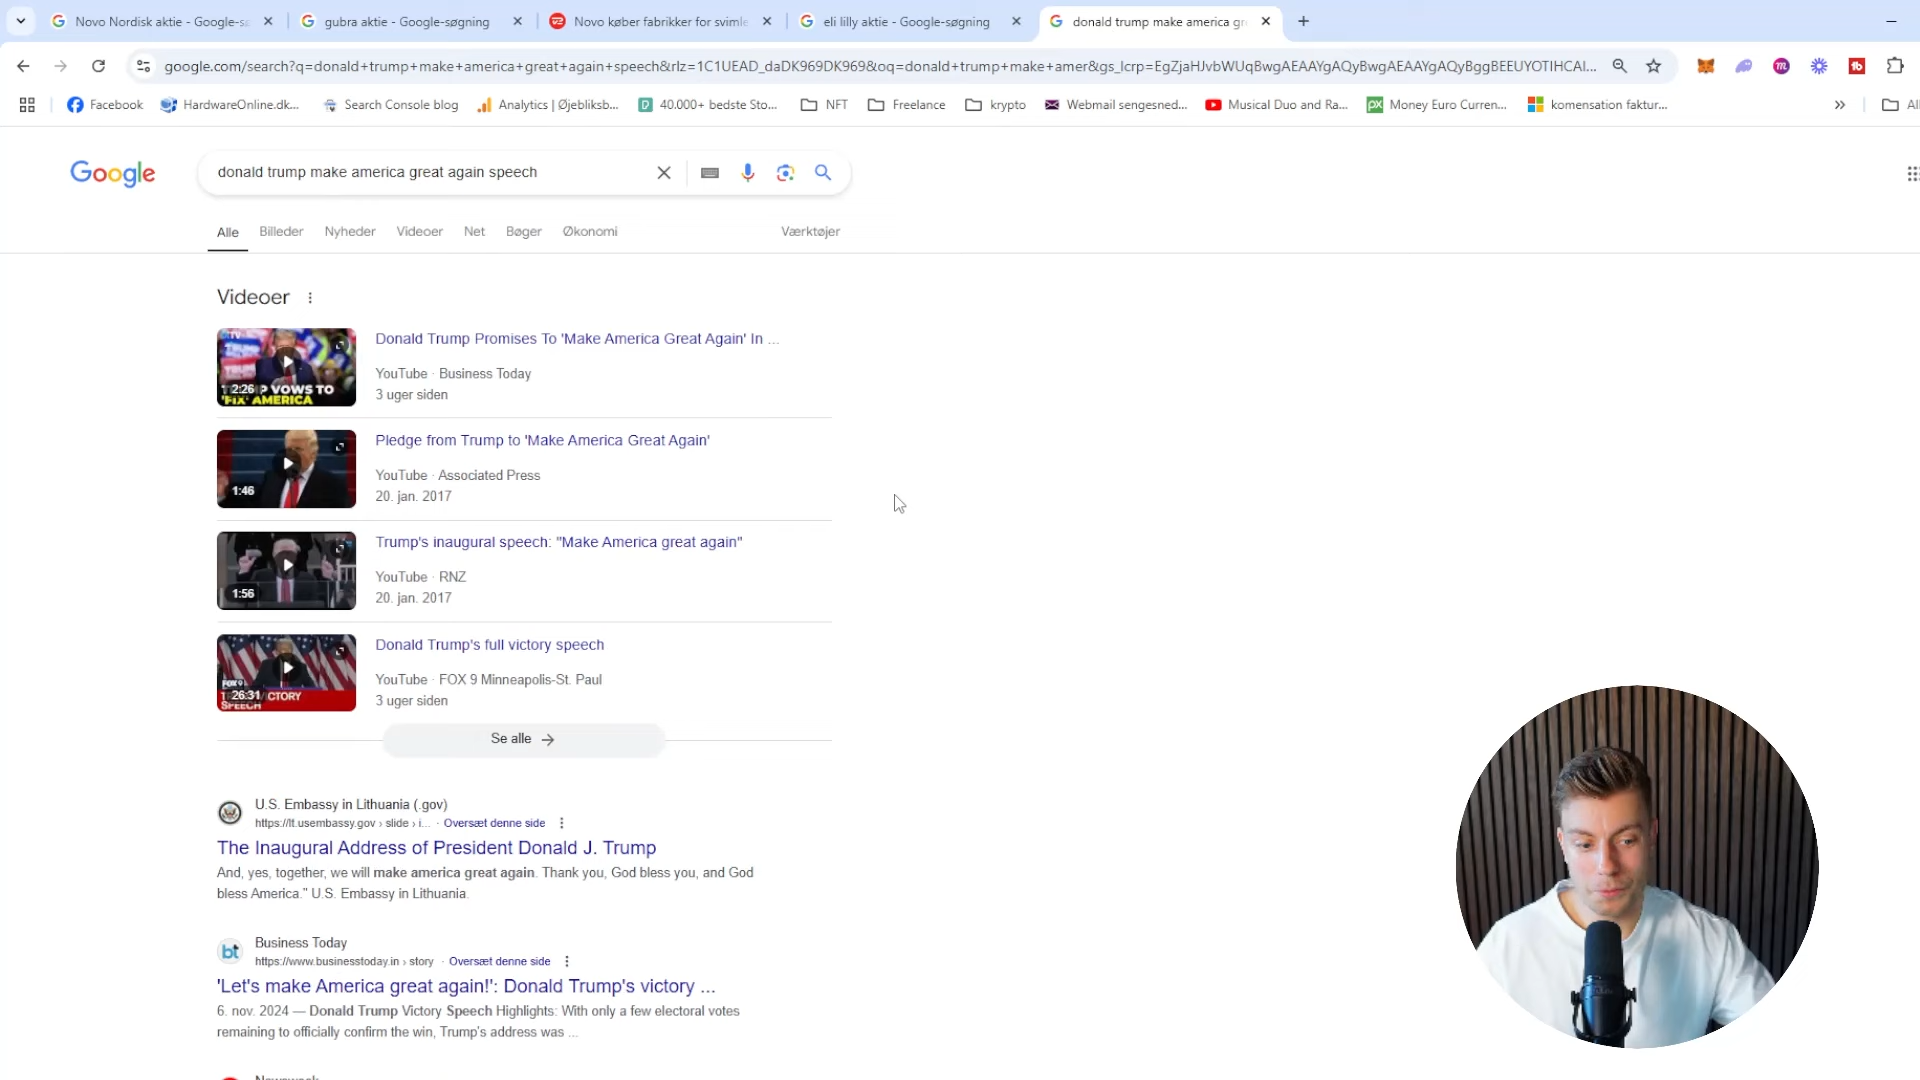 Novo Nordisk aktie - Google-sø
gubra aktie - Google-søgning
Novo køber fabrikker for svimle
eli lilly aktie - Google-søgning
donald trump make america gr
google.com/search?q=donald+trump+make+america+great+again+speech&rlz=1C1UEAD_daDK969DK969&oq=donald+trump+make+amer&gs_lcrp=EgZjaHJvbWUqBwgAEAAYgAQyBwgAEAAYgAQyBggBEEUYOTIHCAI...
Facebook
HardwareOnline.dk...
Search Console blog
Analytics | Øjebliksb...
40.000+ bedste Sto...
NFT
Freelance
krypto
Webmail sengesned...
Musical Duo and Ra...
Money Euro Curren...
komensation faktur...
Google
donald trump make america great again speech
Alle
Billeder
Nyheder
Videoer
Net
Bøger
Økonomi
Værktøjer
Videoer
Donald Trump Promises To 'Make America Great Again' In ...
YouTube · Business Today
3 uger siden
2:26
P VOWS TO
'FIX' AMERICA
Pledge from Trump to 'Make America Great Again'
YouTube · Associated Press
20. jan. 2017
1:46
Trump's inaugural speech: "Make America great again"
YouTube · RNZ
20. jan. 2017
1:56
Donald Trump's full victory speech
YouTube · FOX 9 Minneapolis-St. Paul
3 uger siden
FOX 9
26:31
CTORY
SPEECH
Se alle
U.S. Embassy in Lithuania (.gov)
https://lt.usembassy.gov › slide › i... · Oversæt denne side
The Inaugural Address of President Donald J. Trump
And, yes, together, we will make america great again. Thank you, God bless you, and God
bless America." U.S. Embassy in Lithuania.
bt
Business Today
https://www.businesstoday.in › story · Oversæt denne side
'Let's make America great again!': Donald Trump's victory ...
6. nov. 2024 — Donald Trump Victory Speech Highlights: With only a few electoral votes
remaining to officially confirm the win, Trump's address was ...